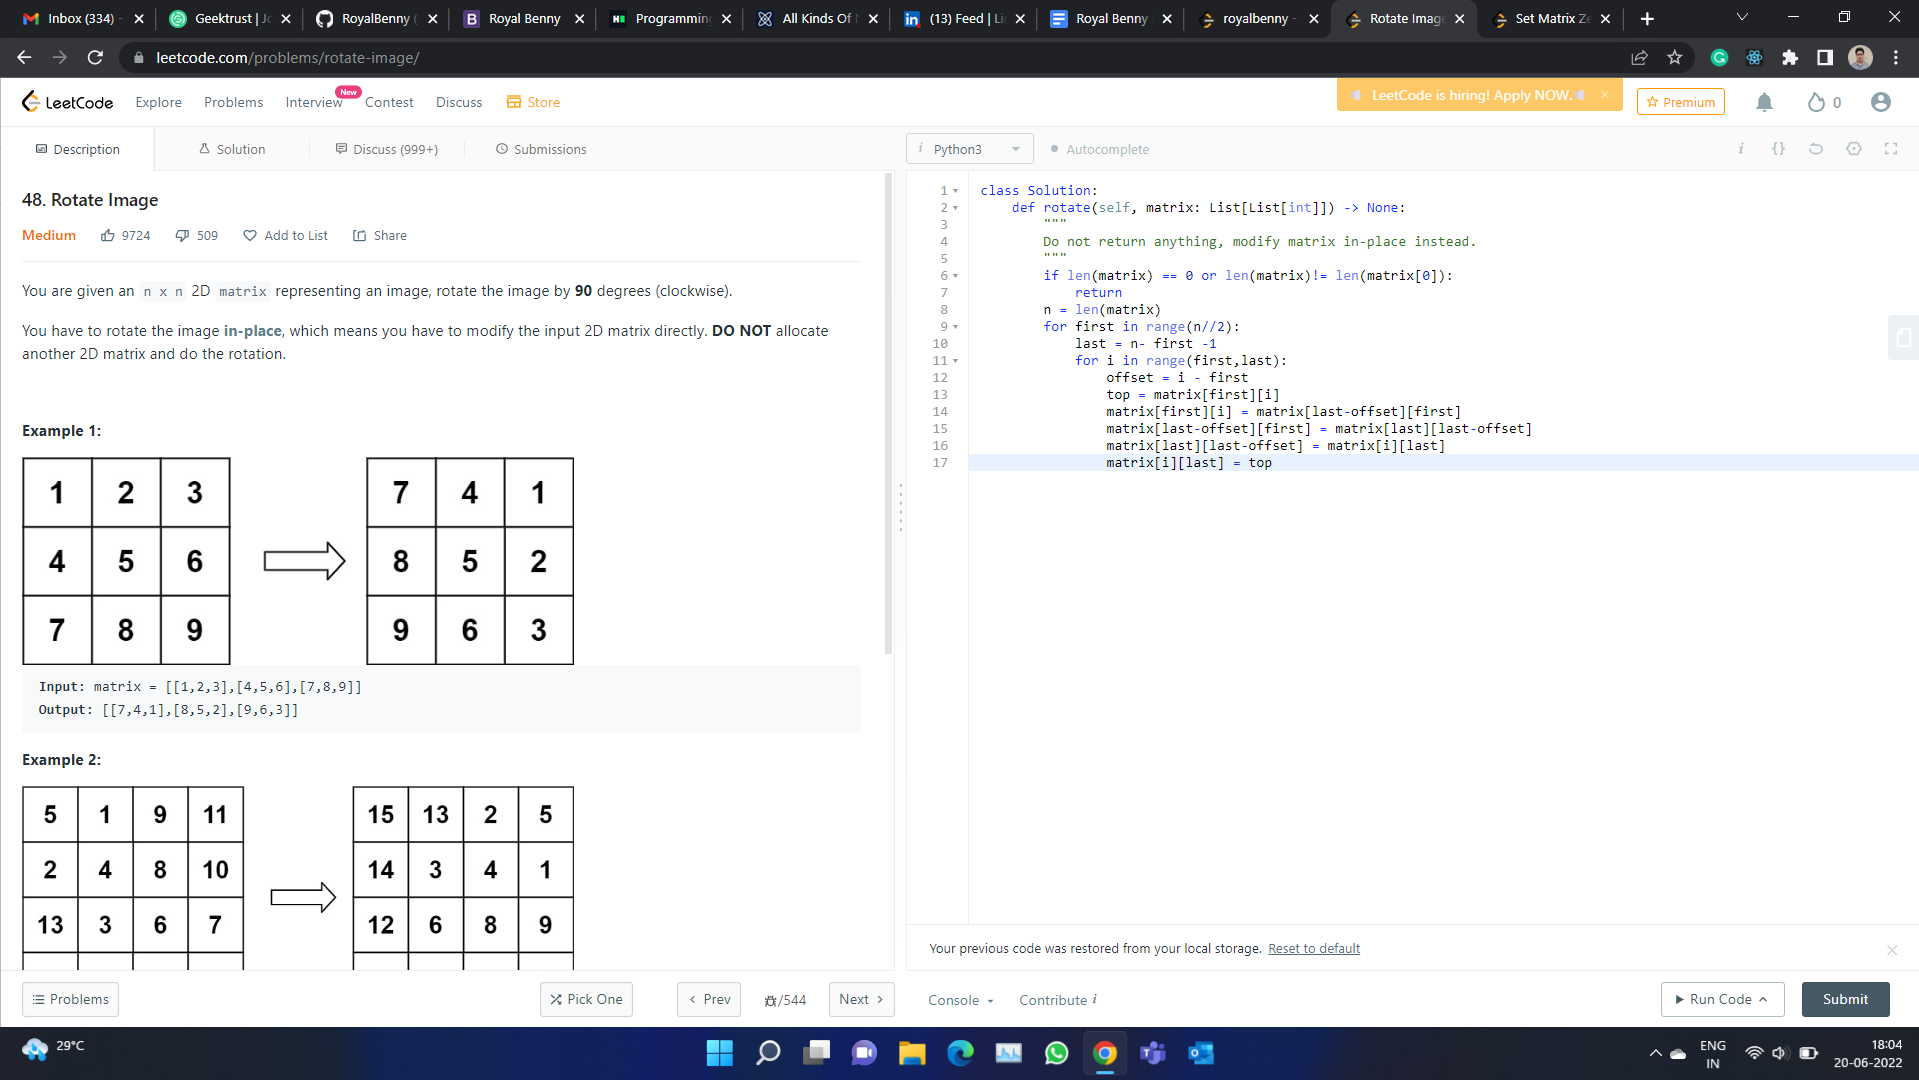 Inbox (334) -
Geektrust | Jo
RoyalBenny (
Royal Benny
Programming
All Kinds Of
(13) Feed | Li
Royal Benny
royalbenny -
Rotate Image
Set Matrix Ze
leetcode.com/problems/rotate-image/
LeetCode
Explore
Problems
Interview
New
Contest
Discuss
Store
LeetCode is hiring! Apply NOW.
Premium
0
Description
Solution
Discuss (999+)
Submissions
i Python3
Autocomplete
48. Rotate Image
Medium
9724
509
Add to List
Share
You are given an n x n 2D matrix representing an image, rotate the image by 90 degrees (clockwise).
You have to rotate the image in-place, which means you have to modify the input 2D matrix directly. DO NOT allocate
another 2D matrix and do the rotation.
Example 1:
1 2 3
4 5 6
7 8 9
7 4 1
8 5 2
9 6 3
Input: matrix = [[1,2,3],[4,5,6],[7,8,9]]
Output: [[7,4,1],[8,5,2],[9,6,3]]
Example 2:
5 1 9 11
2 4 8 10
13 3 6 7
15 13 2 5
14 3 4 1
12 6 8 9
1 class Solution:
2 def rotate(self, matrix: List[List[int]]) -> None:
3 """
4 Do not return anything, modify matrix in-place instead.
5 """
6 if len(matrix) == 0 or len(matrix)!= len(matrix[0]):
7 return
8 n = len(matrix)
9 for first in range(n//2):
10 last = n- first -1
11 for i in range(first,last):
12 offset = i - first
13 top = matrix[first][i]
14 matrix[first][i] = matrix[last-offset][first]
15 matrix[last-offset][first] = matrix[last][last-offset]
16 matrix[last][last-offset] = matrix[i][last]
17 matrix[i][last] = top
Your previous code was restored from your local storage. Reset to default
Problems
Pick One
Prev
/544
Next
Console
Contribute i
Run Code
Submit
29°C
ENG
IN
18:04
20-06-2022